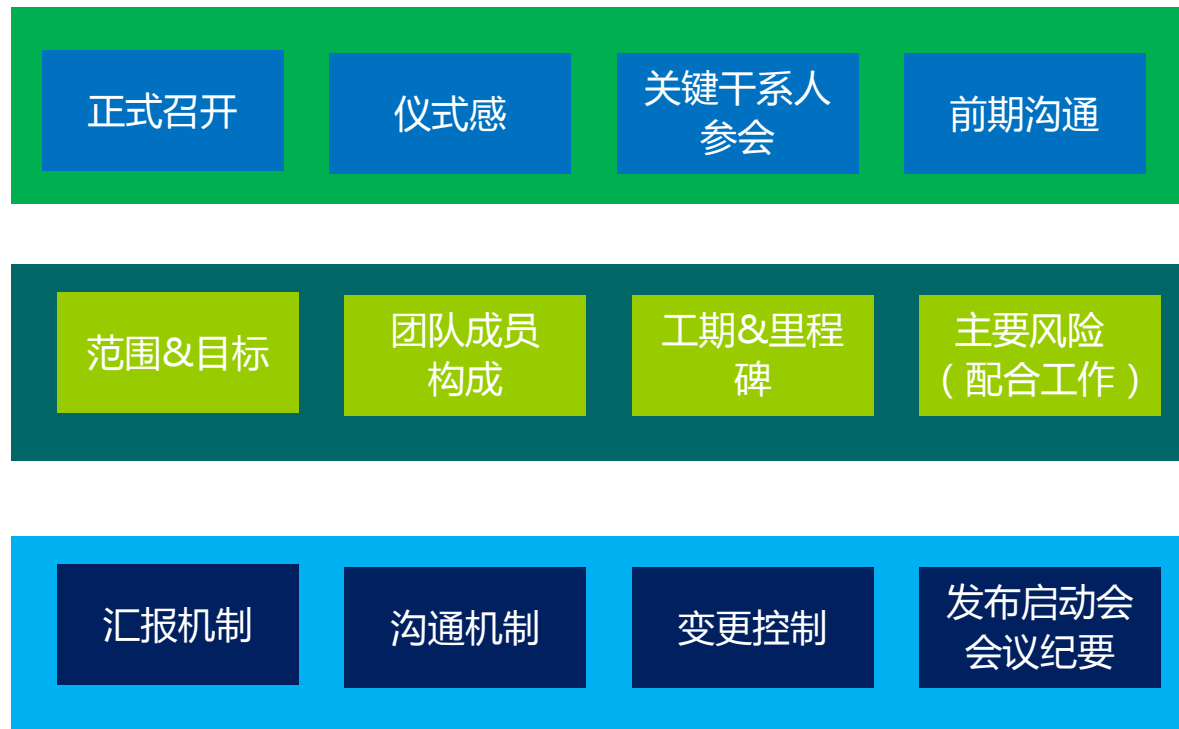 正式召开
仪式感
关键干系人
参会
前期沟通
范围&目标
团队成员
构成
工期&里程
碑
主要风险
（配合工作）
汇报机制
沟通机制
变更控制
发布启动会
会议纪要